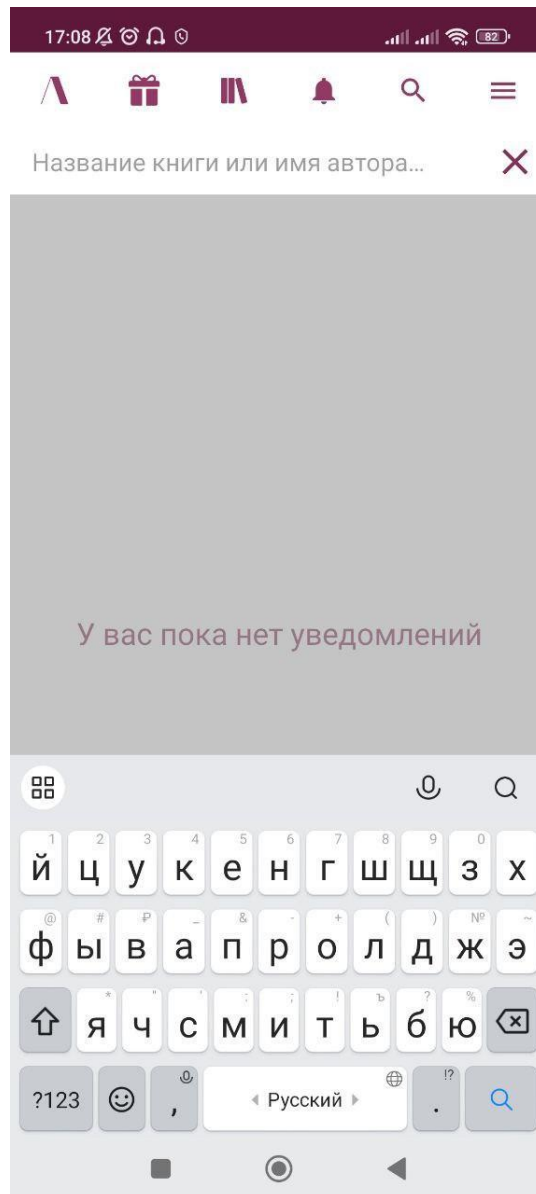 17:08 82
Название книги или имя автора...
У вас пока нет уведомлений
1 2 3 4 5 6 7 8 9 0
й ц у к е н г ш щ з х
@ # ₽ _ & - + ( ) № ~
ф ы в а п р о л д ж э
* " ' : ; ! ъ ? %
я ч с м и т ь б ю
?123 , Русский . !?